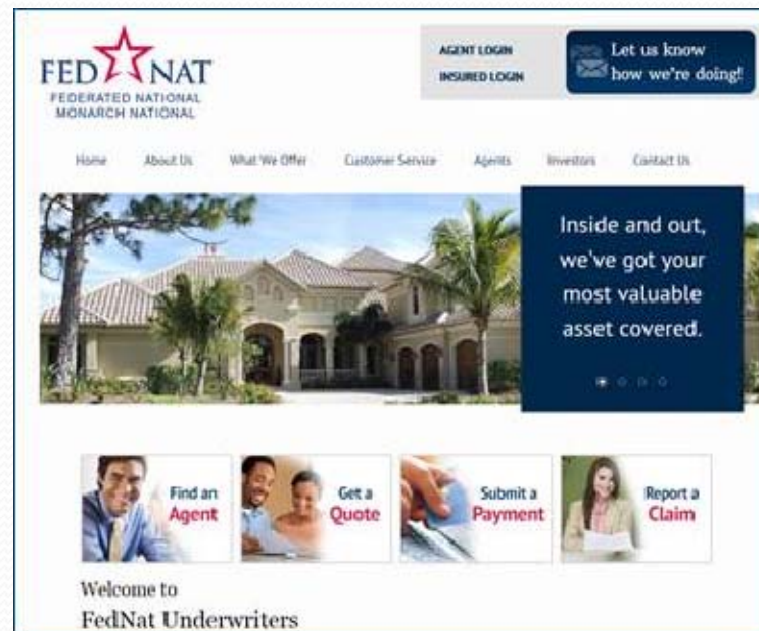 FED NAT
FEDERATED NATIONAL
MONARCH NATIONAL
AGENT LOGIN
INSURED LOGIN
Let us know
how we're doing!
Home About Us What We Offer Customer Service Agents Investors Contact Us
Inside and out,
we've got your
most valuable
asset covered.
Find an
Agent
Get a
Quote
Submit a
Payment
Report a
Claim
Welcome to
FedNat Underwriters